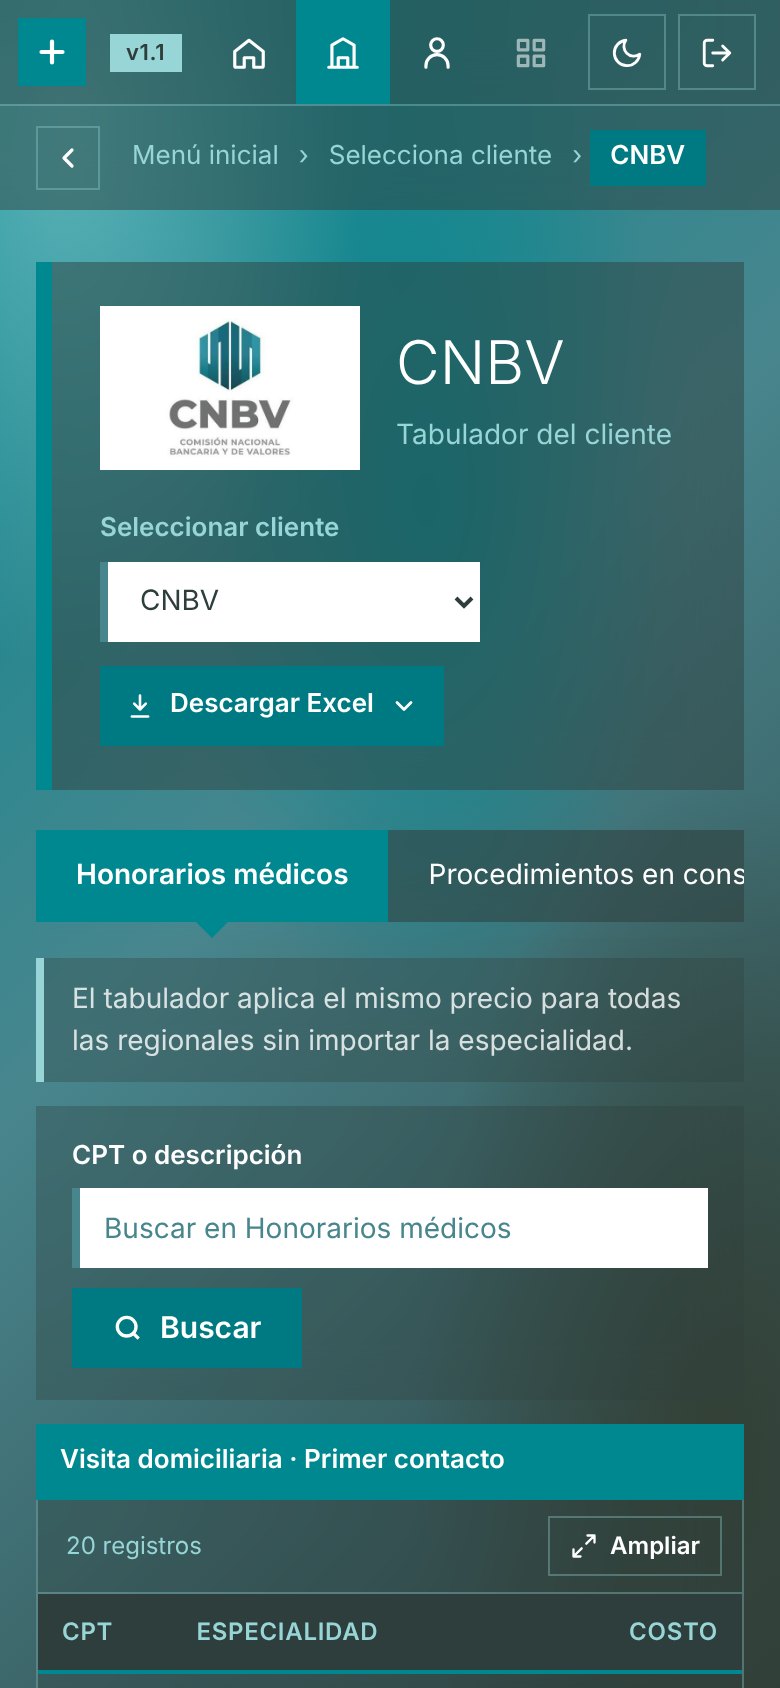 v1.1
Menú inicial › Selecciona cliente › CNBV
CNBV
COMISIÓN NACIONAL
BANCARIA Y DE VALORES
CNBV
Tabulador del cliente
Seleccionar cliente
CNBV
Descargar Excel
Honorarios médicos
Procedimientos en cons
El tabulador aplica el mismo precio para todas
las regionales sin importar la especialidad.
CPT o descripción
Buscar en Honorarios médicos
Buscar
Visita domiciliaria · Primer contacto
20 registros
Ampliar
CPT ESPECIALIDAD COSTO